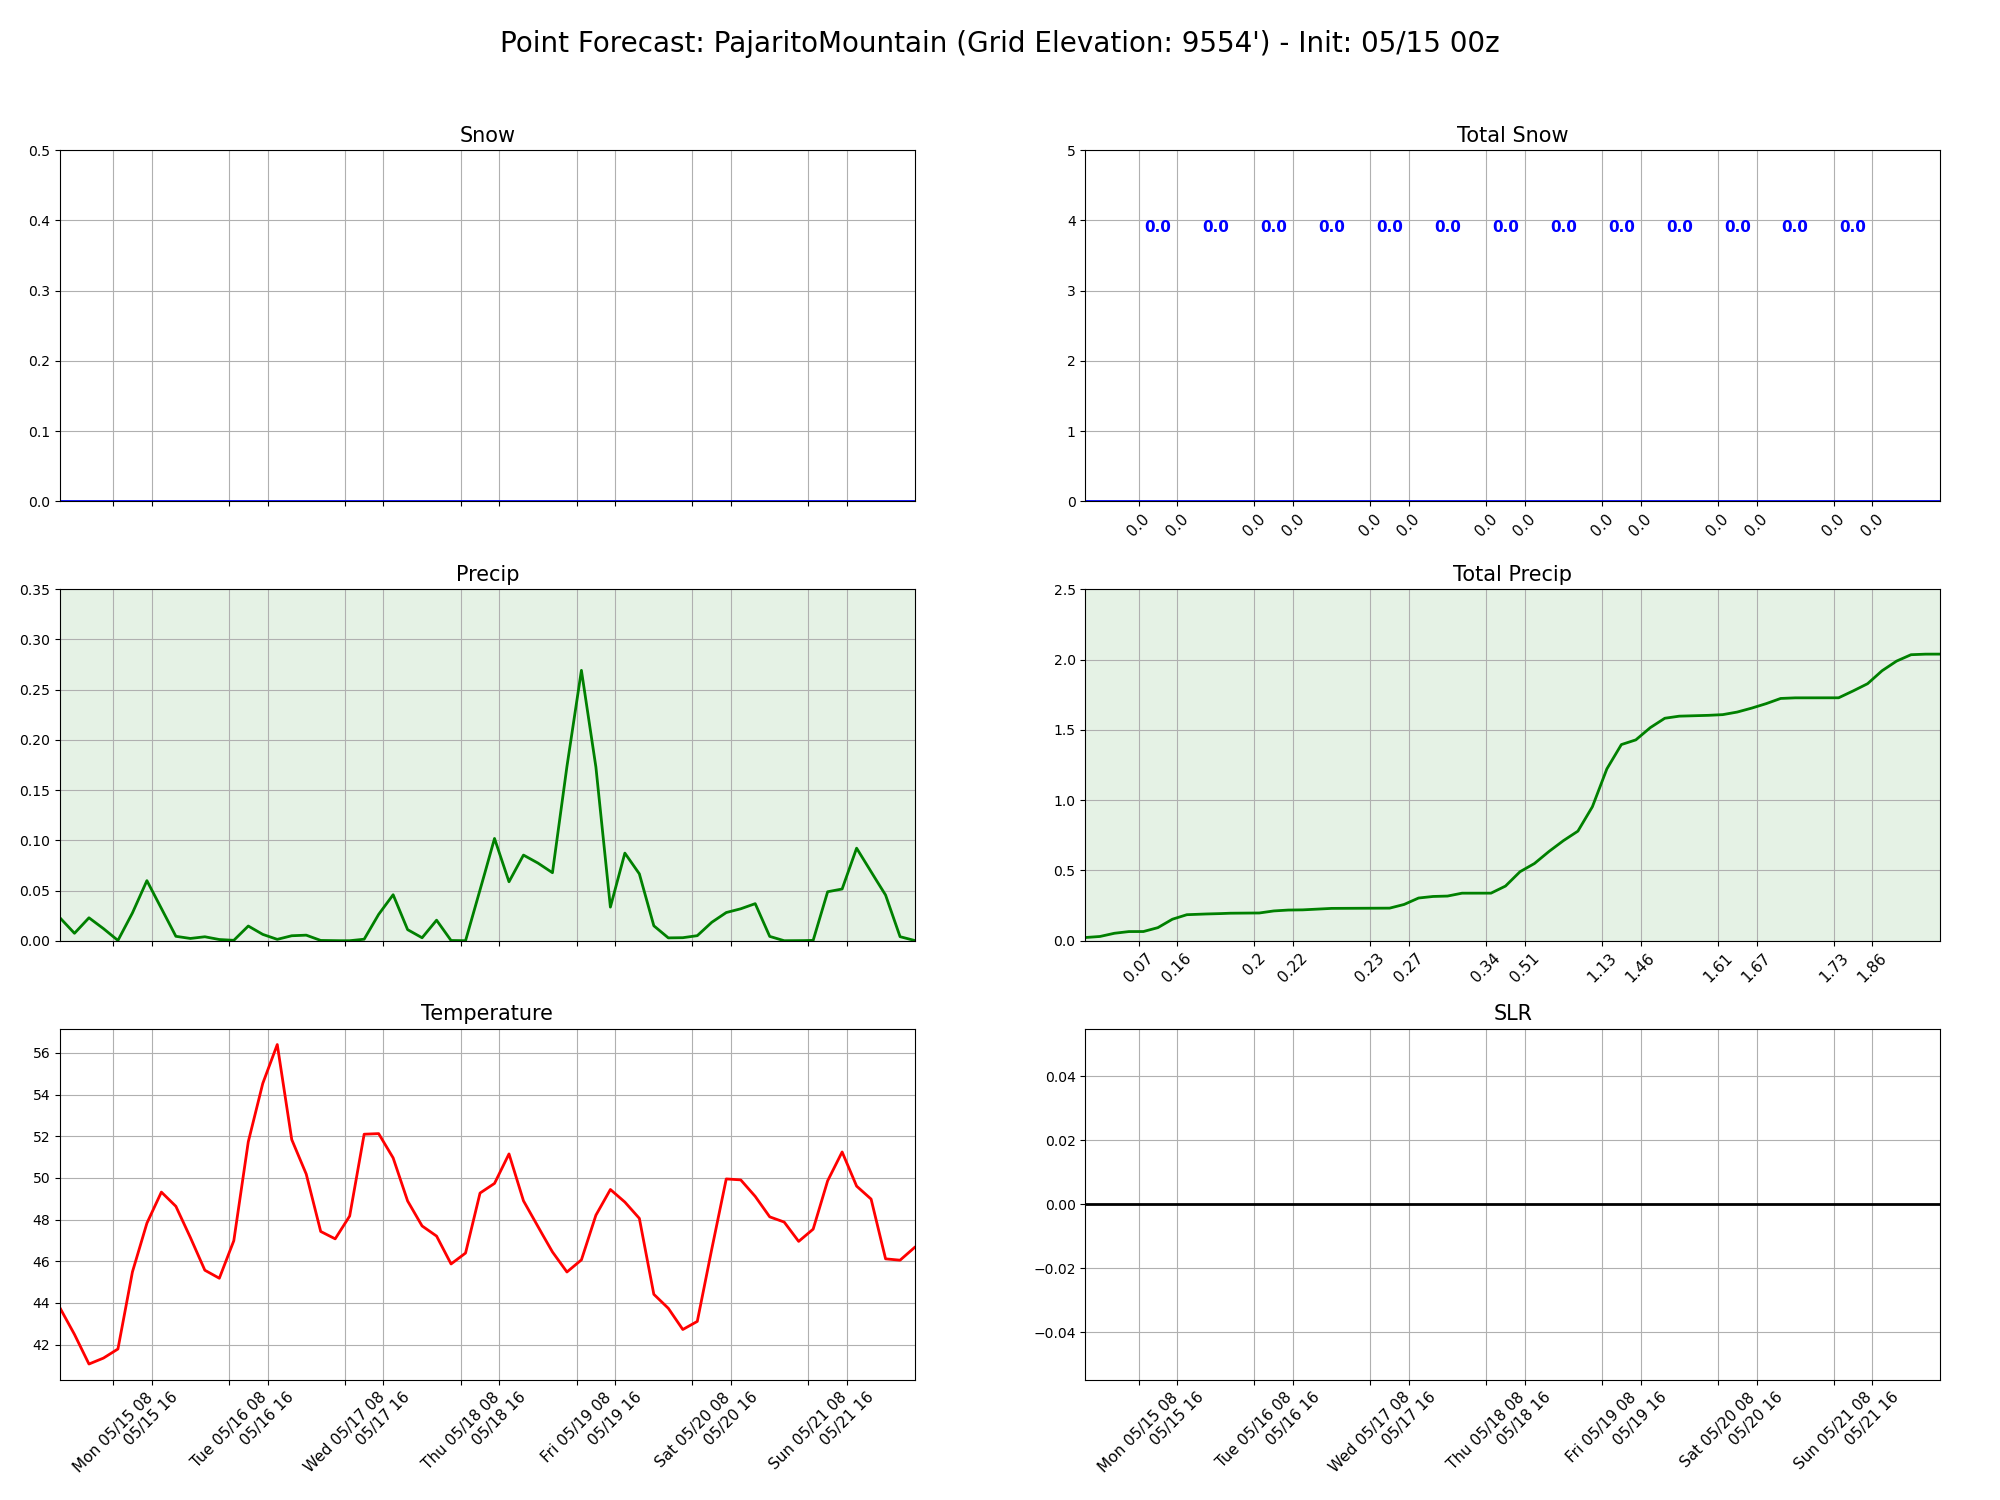 Point Forecast: PajaritoMountain (Grid Elevation: 9554') - Init: 05/15 00z
Snow
0.5
0.4
0.3
0.2
0.1
0.0
Total Snow
5
4
3
2
1
0
0.0 0.0 0.0 0.0 0.0 0.0 0.0 0.0 0.0 0.0 0.0 0.0 0.0
0.0 0.0 0.0 0.0 0.0 0.0 0.0 0.0 0.0 0.0 0.0 0.0 0.0 0.0
Precip
0.35
0.30
0.25
0.20
0.15
0.10
0.05
0.00
Total Precip
2.5
2.0
1.5
1.0
0.5
0.0
0.07 0.16 0.2 0.22 0.23 0.27 0.34 0.51 1.13 1.46 1.61 1.67 1.73 1.86
Temperature
56
54
52
50
48
46
44
42
Mon 05/15 08
05/15 16
Tue 05/16 08
05/16 16
Wed 05/17 08
05/17 16
Thu 05/18 08
05/18 16
Fri 05/19 08
05/19 16
Sat 05/20 08
05/20 16
Sun 05/21 08
05/21 16
SLR
0.04
0.02
0.00
−0.02
−0.04
Mon 05/15 08
05/15 16
Tue 05/16 08
05/16 16
Wed 05/17 08
05/17 16
Thu 05/18 08
05/18 16
Fri 05/19 08
05/19 16
Sat 05/20 08
05/20 16
Sun 05/21 08
05/21 16